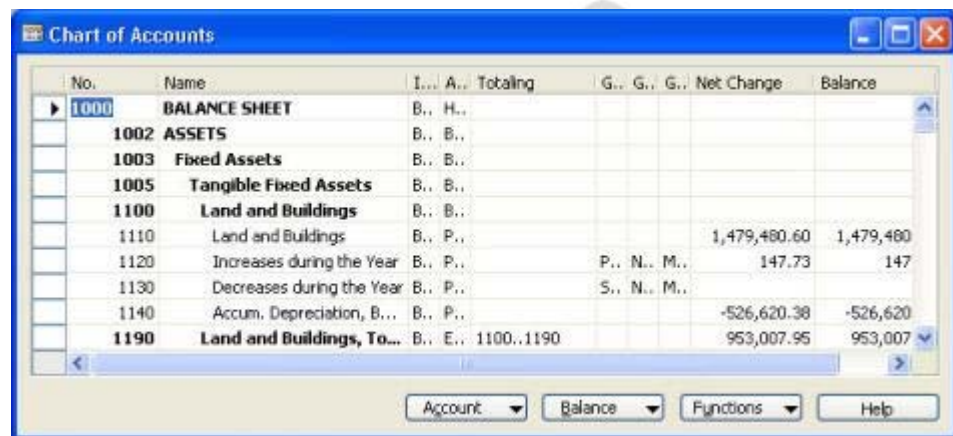 Chart of Accounts
No. Name I... A.. Totaling G.. G.. G.. Net Change Balance
1000 BALANCE SHEET B.. H..
1002 ASSETS B.. B..
1003 Fixed Assets B.. B..
1005 Tangible Fixed Assets B.. B..
1100 Land and Buildings B.. B..
1110 Land and Buildings B.. P.. 1,479,480.60 1,479,480
1120 Increases during the Year B.. P.. P.. N.. M.. 147.73 147
1130 Decreases during the Year B.. P.. S.. N.. M..
1140 Accum. Depreciation, B... B.. P.. -526,620.38 -526,620
1190 Land and Buildings, To... B.. E.. 1100..1190 953,007.95 953,007
Account Balance Functions Help